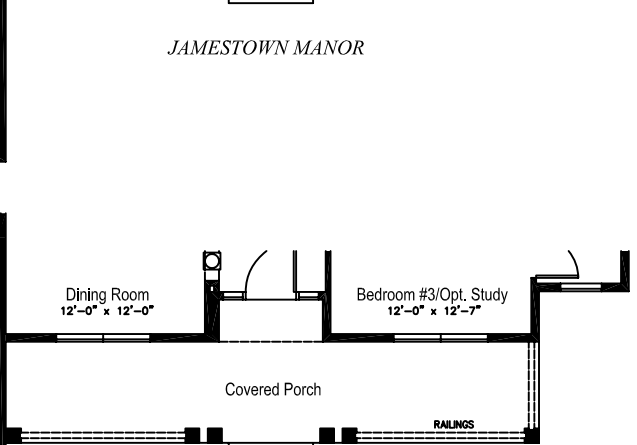 JAMESTOWN MANOR
Dining Room
12'-0" x 12'-0"
Bedroom #3/Opt. Study
12'-0" x 12'-7"
Covered Porch
RAILINGS